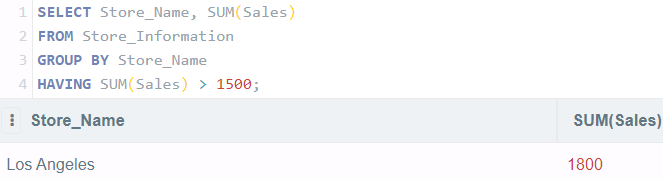 1 SELECT Store_Name, SUM(Sales)
2 FROM Store_Information
3 GROUP BY Store_Name
4 HAVING SUM(Sales) > 1500;
Store_Name SUM(Sales)
Los Angeles 1800